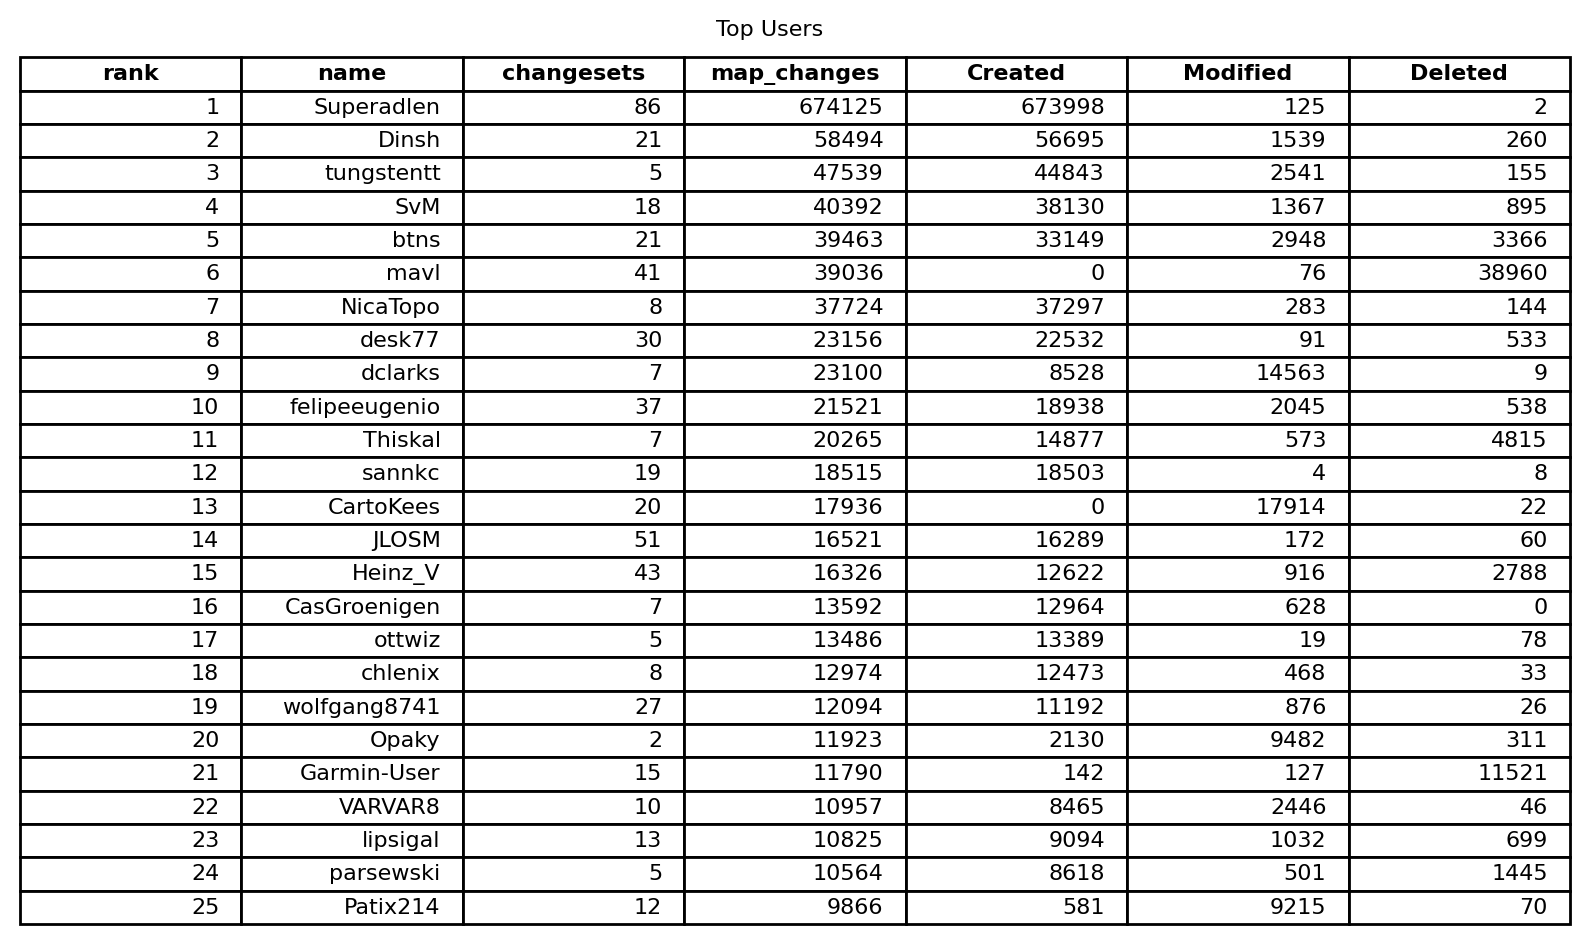 Top Users
rank name changesets map_changes Created Modified Deleted
1 Superadlen 86 674125 673998 125 2
2 Dinsh 21 58494 56695 1539 260
3 tungstentt 5 47539 44843 2541 155
4 SvM 18 40392 38130 1367 895
5 btns 21 39463 33149 2948 3366
6 mavl 41 39036 0 76 38960
7 NicaTopo 8 37724 37297 283 144
8 desk77 30 23156 22532 91 533
9 dclarks 7 23100 8528 14563 9
10 felipeeugenio 37 21521 18938 2045 538
11 Thiskal 7 20265 14877 573 4815
12 sannkc 19 18515 18503 4 8
13 CartoKees 20 17936 0 17914 22
14 JLOSM 51 16521 16289 172 60
15 Heinz_V 43 16326 12622 916 2788
16 CasGroenigen 7 13592 12964 628 0
17 ottwiz 5 13486 13389 19 78
18 chlenix 8 12974 12473 468 33
19 wolfgang8741 27 12094 11192 876 26
20 Opaky 2 11923 2130 9482 311
21 Garmin-User 15 11790 142 127 11521
22 VARVAR8 10 10957 8465 2446 46
23 lipsigal 13 10825 9094 1032 699
24 parsewski 5 10564 8618 501 1445
25 Patix214 12 9866 581 9215 70